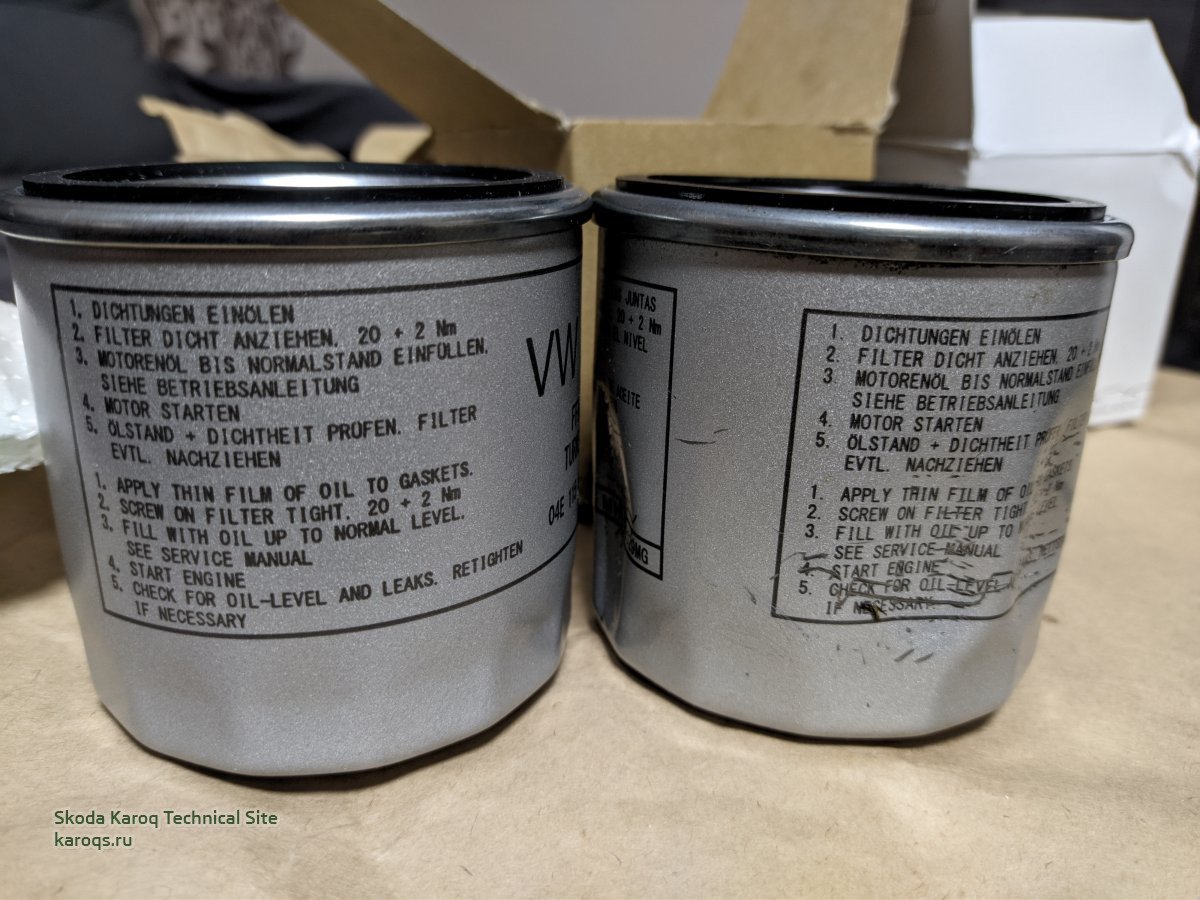 1. DICHTUNGEN EINÖLEN
2. FILTER DICHT ANZIEHEN. 20 + 2 Nm
3. MOTORENÖL BIS NORMALSTAND EINFÜLLEN.
SIEHE BETRIEBSANLEITUNG
4. MOTOR STARTEN
5. ÖLSTAND + DICHTHEIT PRÜFEN. FILTER
EVTL. NACHZIEHEN
1. APPLY THIN FILM OF OIL TO GASKETS.
2. SCREW ON FILTER TIGHT. 20 + 2 Nm
3. FILL WITH OIL UP TO NORMAL LEVEL.
SEE SERVICE MANUAL
4. START ENGINE
5. CHECK FOR OIL-LEVEL AND LEAKS. RETIGHTEN
IF NECESSARY
VW
04E
JUNTAS
20 + 2 Nm
NIVEL
1. DICHTUNGEN EINÖLEN
2. FILTER DICHT ANZIEHEN. 20 +
3 MOTORENÖL BIS NORMALSTAND
SIEHE BETRIEBSANLEITUNG
4. MOTOR STARTEN
5. ÖLSTAND + DICHTHEIT
EVTL. NACHZIEHEN
1. APPLY THIN FILM OF
2. SCREW ON FILTER TIGHT
3. FILL WITH OIL UP TO
SEE SERVICE MANUAL
4. START ENGINE
5. CHECK FOR OIL-LEVEL
IF NECESSARY
Skoda Karoq Technical Site
karoqs.ru